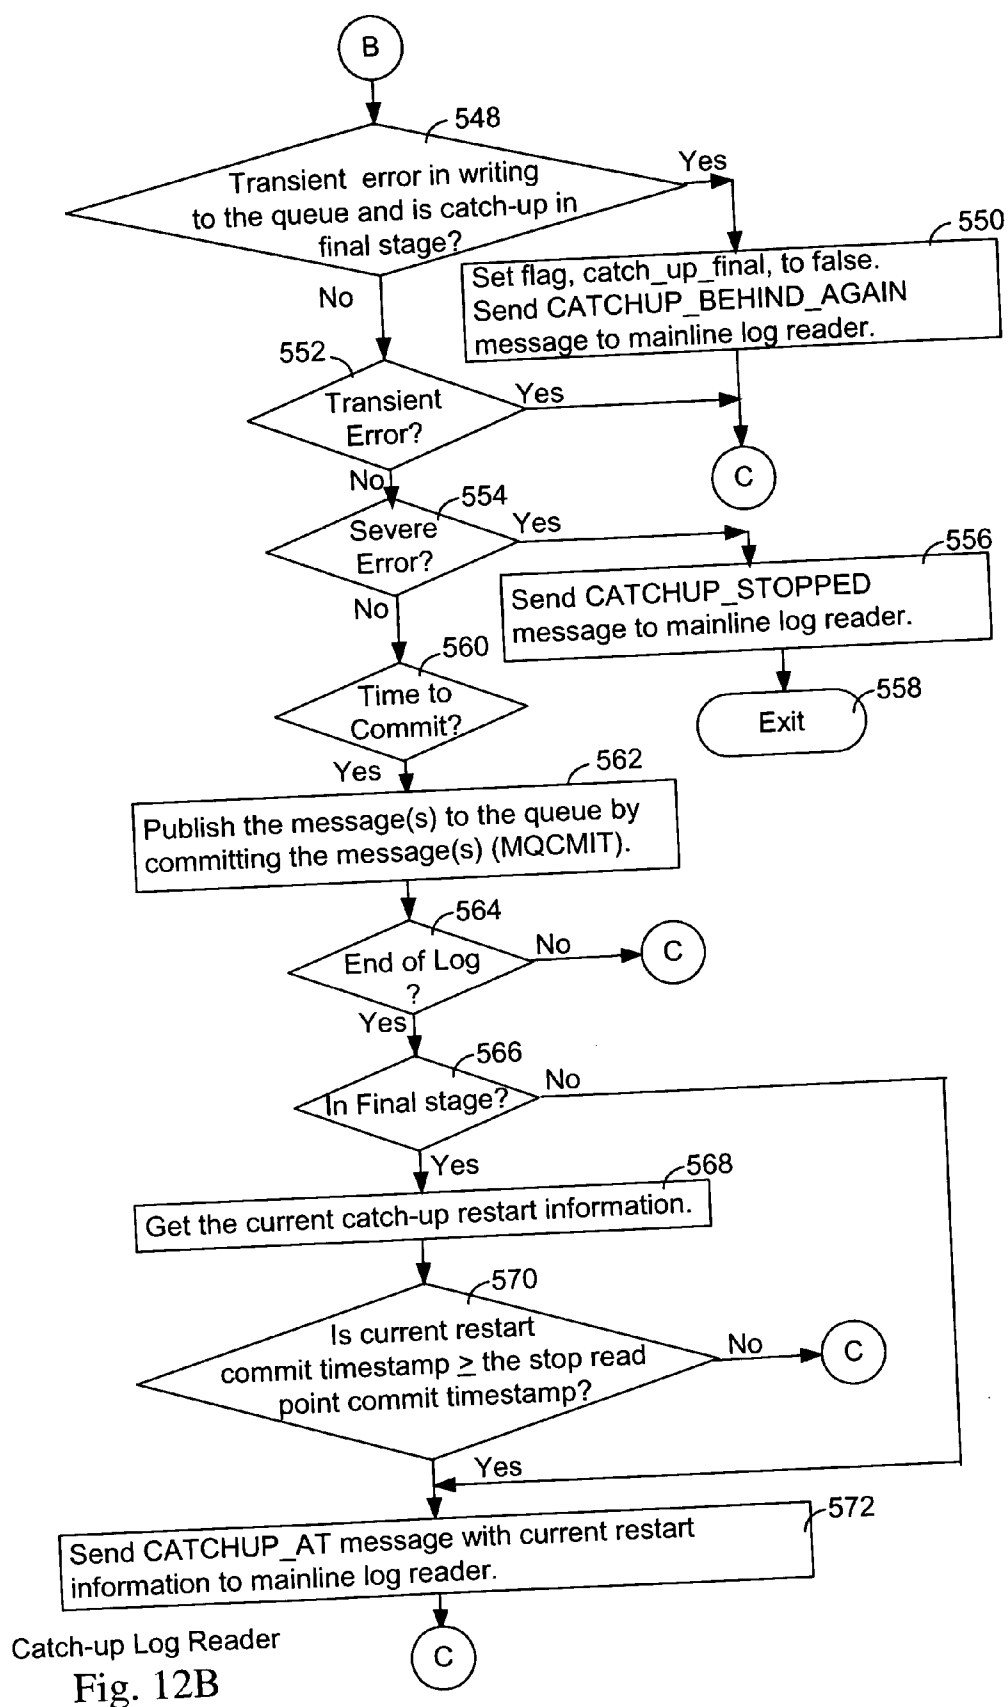 B
548
Transient error in writing
to the queue and is catch-up in
final stage?
Yes
No
550
Set flag, catch_up_final, to false.
Send CATCHUP_BEHIND_AGAIN
message to mainline log reader.
552
Transient
Error?
Yes
C
No
554
Severe
Error?
Yes
556
Send CATCHUP_STOPPED
message to mainline log reader.
No
558
Exit
560
Time to
Commit?
Yes
562
Publish the message(s) to the queue by
committing the message(s) (MQCMIT).
564
End of Log
?
No
C
Yes
566
In Final stage?
No
Yes
568
Get the current catch-up restart information.
570
Is current restart
commit timestamp ≥ the stop read
point commit timestamp?
No
C
Yes
572
Send CATCHUP_AT message with current restart
information to mainline log reader.
C
Catch-up Log Reader
Fig. 12B